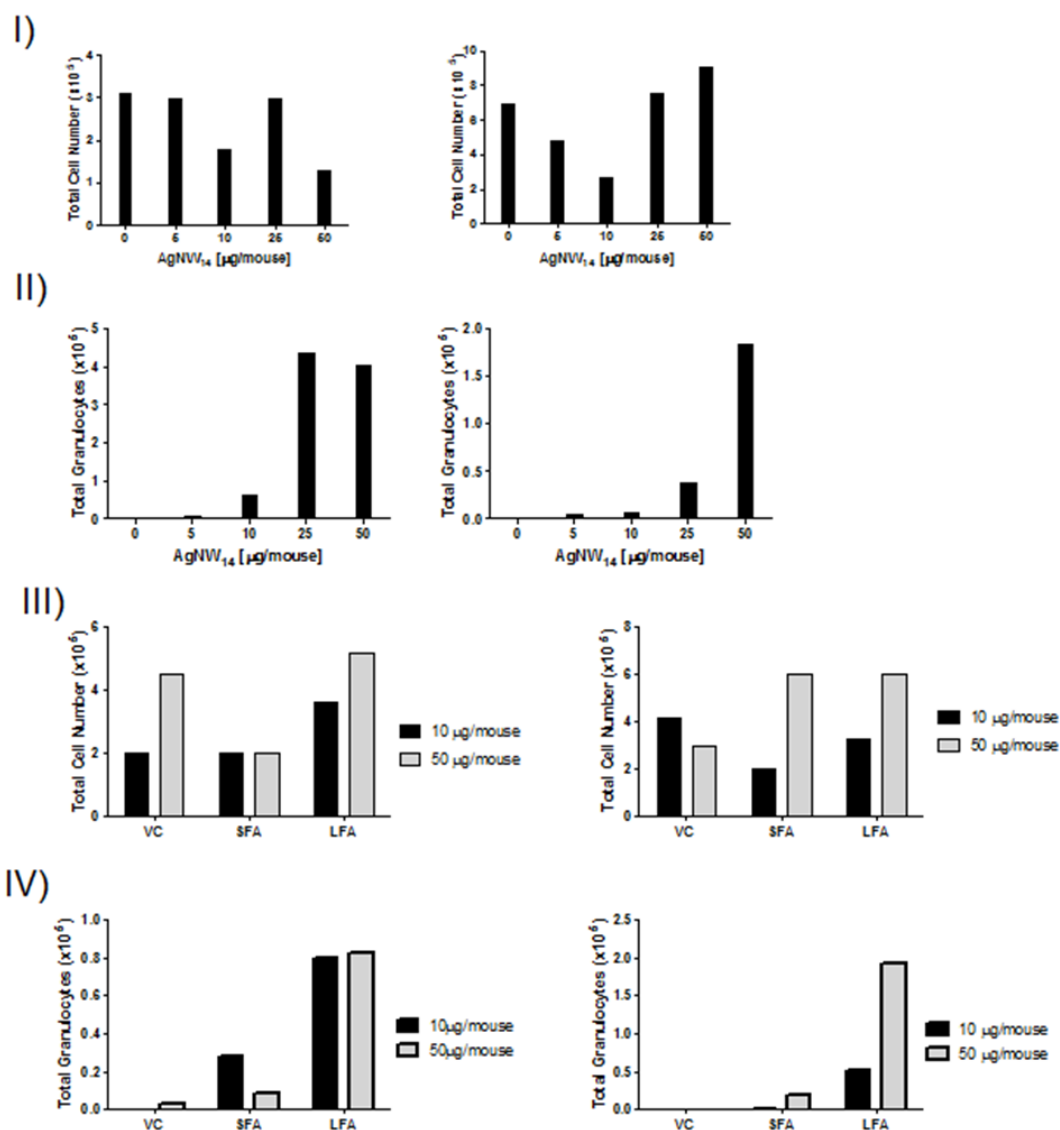 I)
Total Cell Number (x10⁵)
4
3
2
1
0
0 5 10 25 50
AgNW₁₄ [µg/mouse]
Total Cell Number (x10⁵)
10
8
6
4
2
0
0 5 10 25 50
AgNW₁₄ [µg/mouse]
II)
Total Granulocytes (x10⁶)
5
4
3
2
1
0
0 5 10 25 50
AgNW₁₄ [µg/mouse]
Total Granulocytes (x10⁶)
2.0
1.5
1.0
0.5
0.0
0 5 10 25 50
AgNW₁₄ [µg/mouse]
III)
Total Cell Number (x10⁶)
6
4
2
0
VC SFA LFA
10 µg/mouse
50 µg/mouse
Total Cell Number (x10⁶)
8
6
4
2
0
VC SFA LFA
10 µg/mouse
50 µg/mouse
IV)
Total Granulocytes (x10⁶)
1.0
0.8
0.6
0.4
0.2
0.0
VC SFA LFA
10µg/mouse
50µg/mouse
Total Granulocytes (x10⁶)
2.5
2.0
1.5
1.0
0.5
0.0
VC SFA LFA
10 µg/mouse
50 µg/mouse